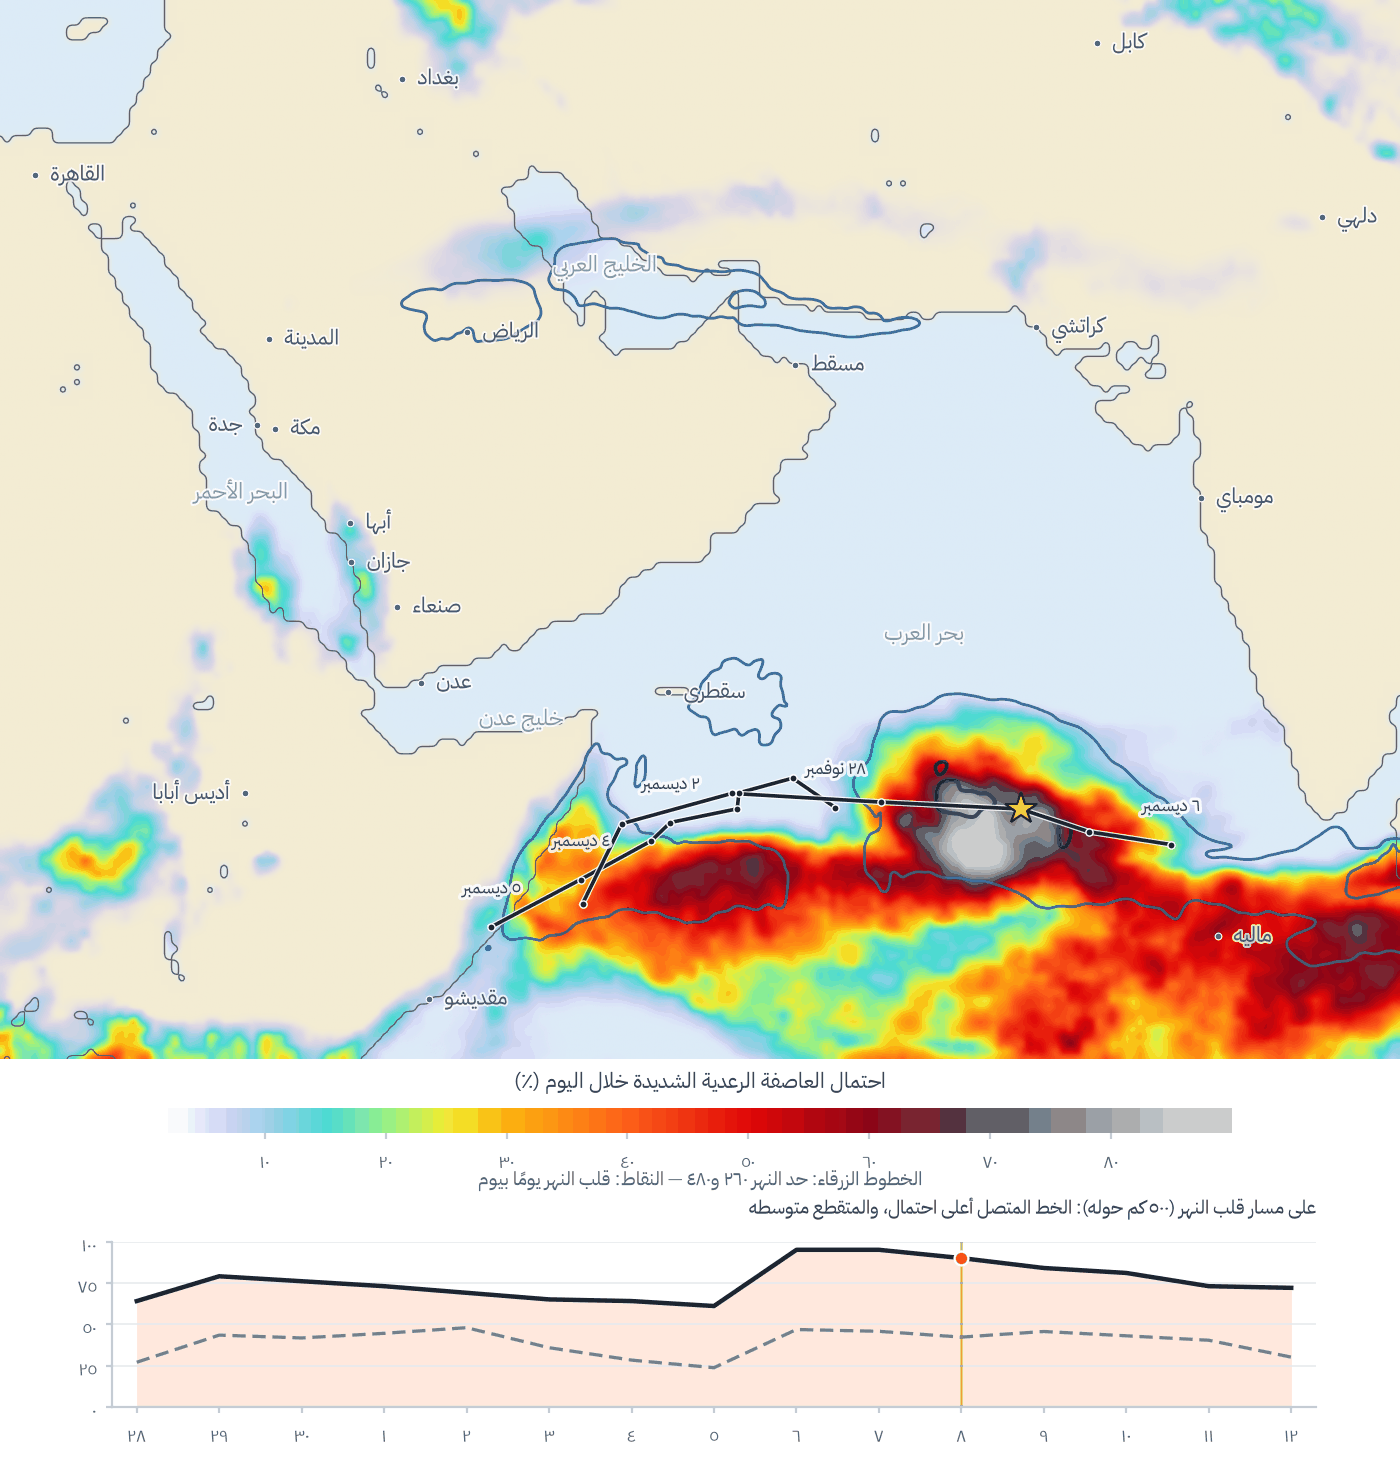 كابل
بغداد
القاهرة
دلهي
الخليج العربي
الرياض
كراتشي
المدينة
مسقط
جدة
مكة
البحر الأحمر
مومباي
أبها
جازان
صنعاء
بحر العرب
عدن
سقطرى
خليج عدن
٢٨ نوفمبر
٢ ديسمبر
أديس أبابا
٦ ديسمبر
٤ ديسمبر
٥ ديسمبر
ماليه
مقديشو
احتمال العاصفة الرعدية الشديدة خلال اليوم (٪)
١٠ ٢٠ ٣٠ ٤٠ ٥٠ ٦٠ ٧٠ ٨٠
الخطوط الزرقاء: حد النهر ٢٦٠ و٤٨٠ — النقاط: قلب النهر يومًا بيوم
على مسار قلب النهر (٥٠٠ كم حوله): الخط المتصل أعلى احتمال، والمتقطع متوسطه
١٠٠
٧٥
٥٠
٢٥
٠
٢٨ ٢٩ ٣٠ ١ ٢ ٣ ٤ ٥ ٦ ٧ ٨ ٩ ١٠ ١١ ١٢